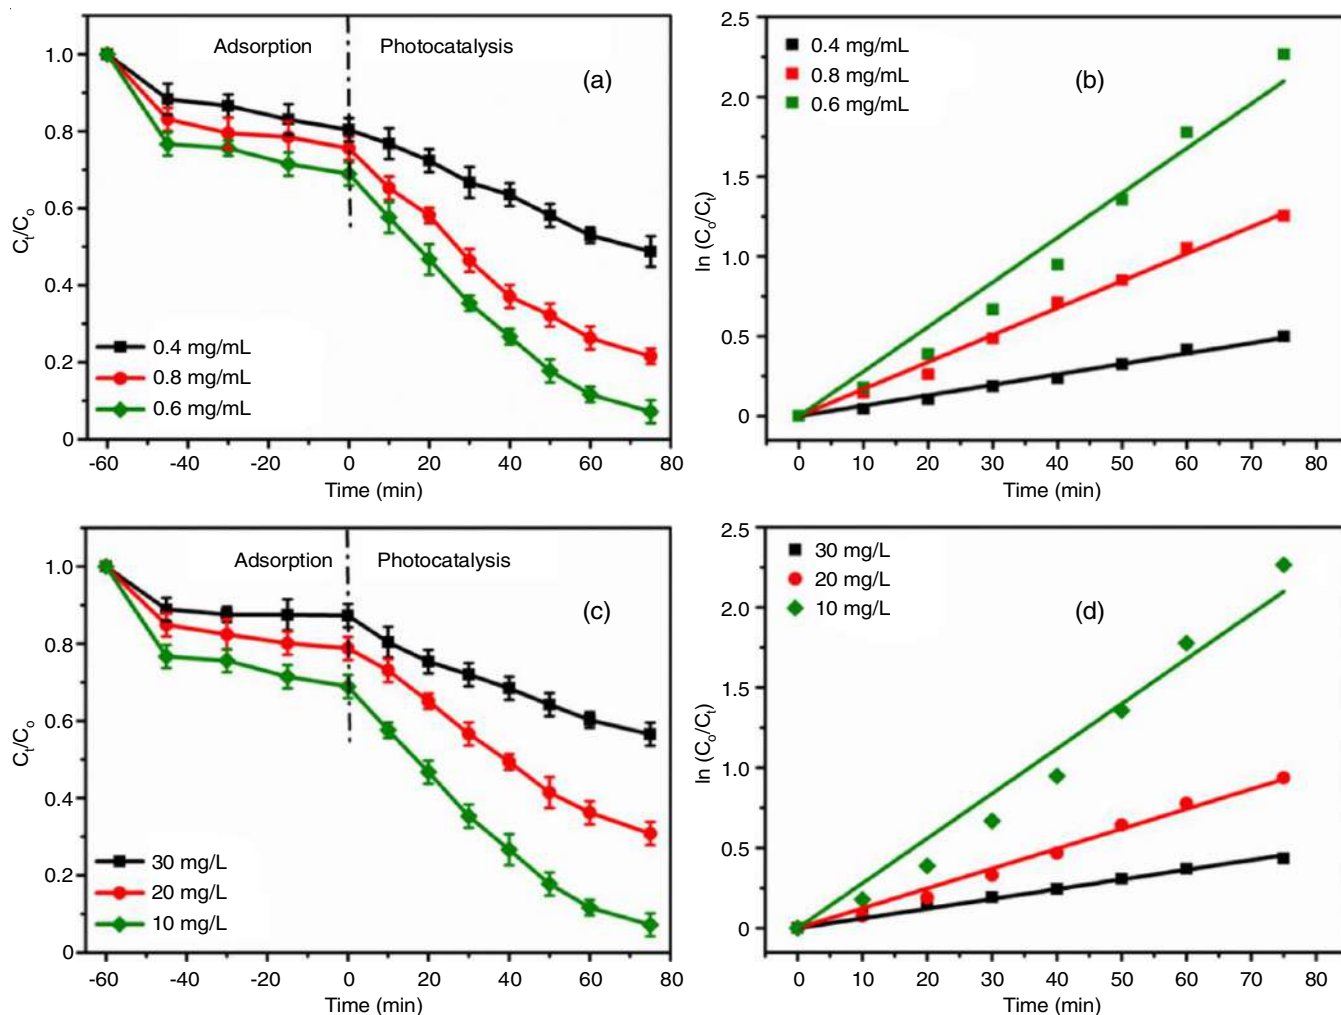 Adsorption Photocatalysis
(a)
1.0
0.8
0.6
0.4
0.2
0
Ct/Co
0.4 mg/mL
0.8 mg/mL
0.6 mg/mL
-60 -40 -20 0 20 40 60 80
Time (min)
(b)
2.5
2.0
1.5
1.0
0.5
0
ln (Co/Ct)
0.4 mg/mL
0.8 mg/mL
0.6 mg/mL
0 10 20 30 40 50 60 70 80
Time (min)
Adsorption Photocatalysis
(c)
1.0
0.8
0.6
0.4
0.2
0
Ct/Co
30 mg/L
20 mg/L
10 mg/L
-60 -40 -20 0 20 40 60 80
Time (min)
(d)
2.5
2.0
1.5
1.0
0.5
0
ln (Co/Ct)
30 mg/L
20 mg/L
10 mg/L
0 10 20 30 40 50 60 70 80
Time (min)